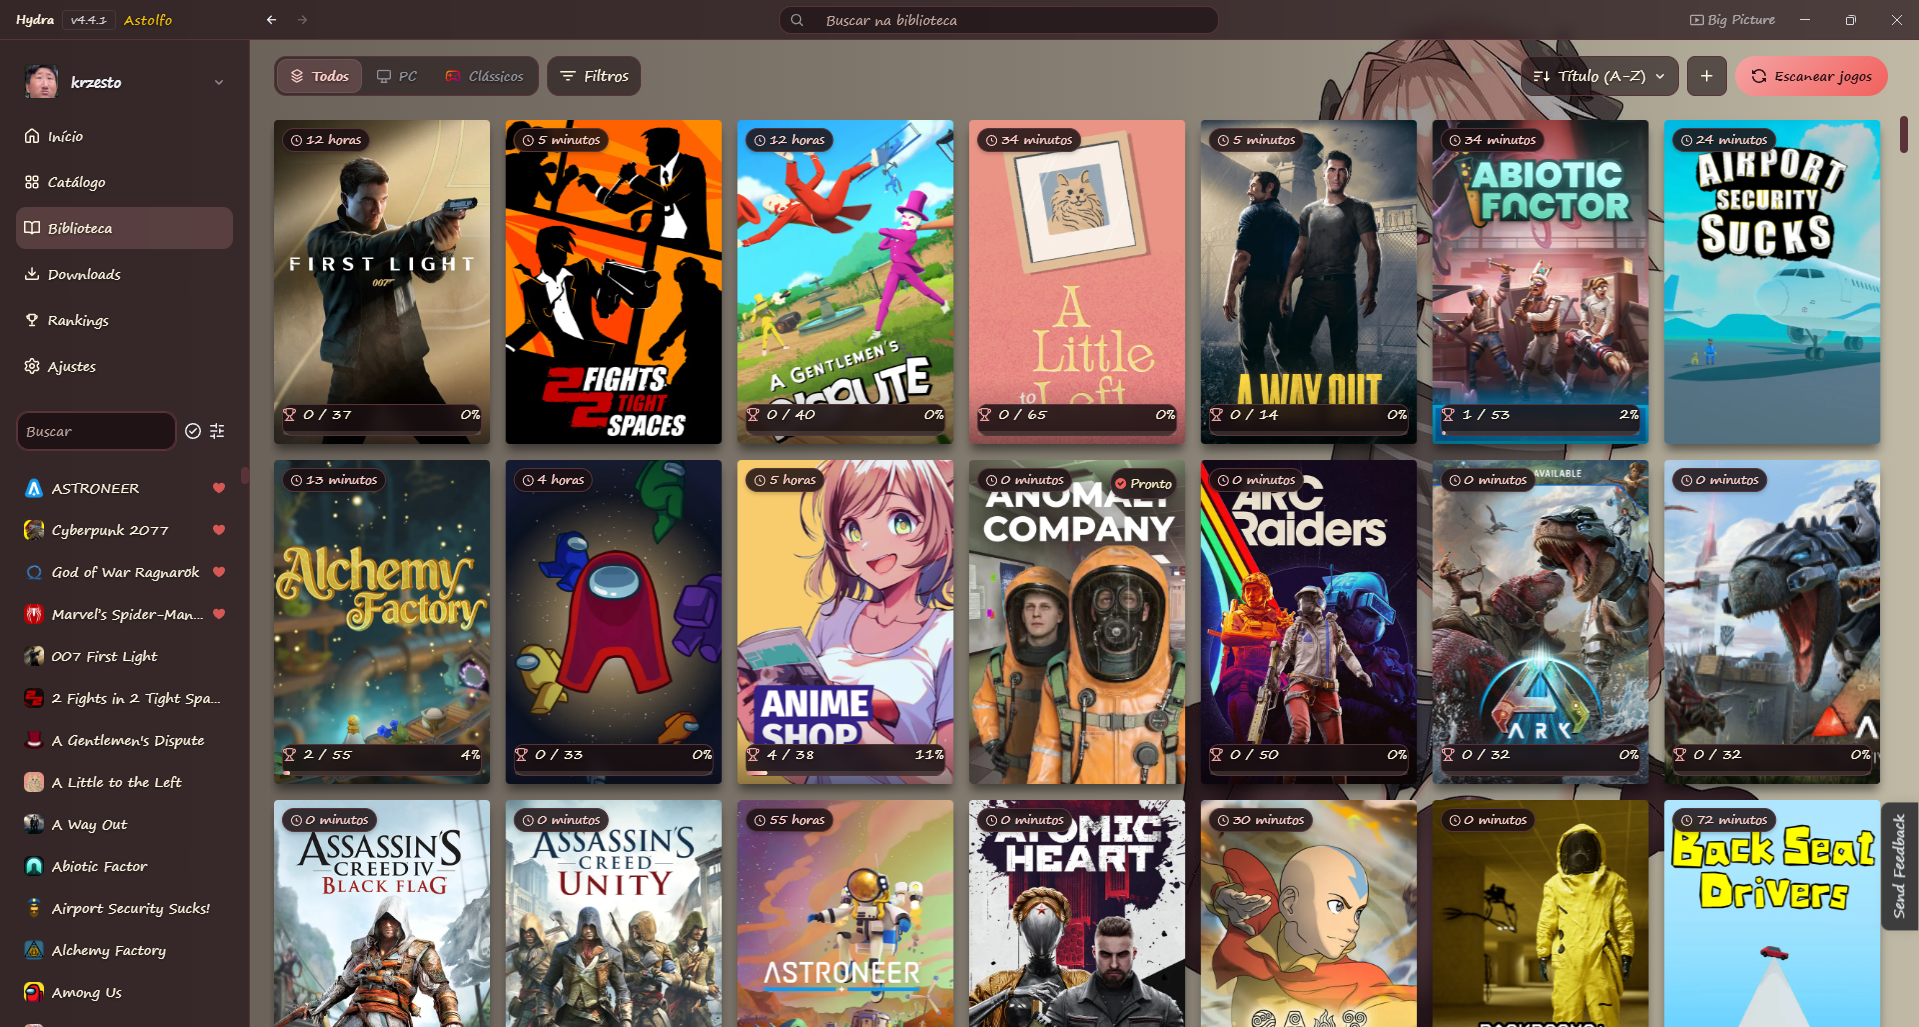 Hydra v4.4.1 Astolfo
Buscar na biblioteca
Big Picture
krzesto
Início
Catálogo
Biblioteca
Downloads
Rankings
Ajustes
Buscar
ASTRONEER
Cyberpunk 2077
God of War Ragnarök
Marvel's Spider-Man...
007 First Light
2 Fights in 2 Tight Spa...
A Gentlemen's Dispute
A Little to the Left
A Way Out
Abiotic Factor
Airport Security Sucks!
Alchemy Factory
Among Us
Todos PC Clássicos Filtros
Título (A-Z) + Escanear jogos
12 horas
FIRST LIGHT
007
0 / 37 0%
5 minutos
2 FIGHTS
2 TIGHT
SPACES
12 horas
A GENTLEMEN'S
DISPUTE
0 / 40 0%
34 minutos
A
Little
to Left
0 / 65 0%
5 minutos
A WAY OUT
0 / 14 0%
34 minutos
ABIOTIC
FACTOR
1 / 53 2%
24 minutos
AIRPORT
SECURITY
SUCKS
13 minutos
Alchemy
Factory
2 / 55 4%
4 horas
0 / 33 0%
5 horas
ANIME
SHOP
4 / 38 11%
0 minutos Pronto
ANOMALY
COMPANY
0 minutos
ARC
Raiders
0 / 50 0%
0 minutos
AVAILABLE
ARK
0 / 32 0%
0 minutos
A
0 / 32 0%
0 minutos
ASSASSIN'S
CREED IV
BLACK FLAG
0 minutos
ASSASSIN'S
CREED
UNITY
55 horas
ASTRONEER
0 minutos
ATOMIC
HEART
30 minutos
0 minutos
72 minutos
Back Seat
Drivers
Send Feedback